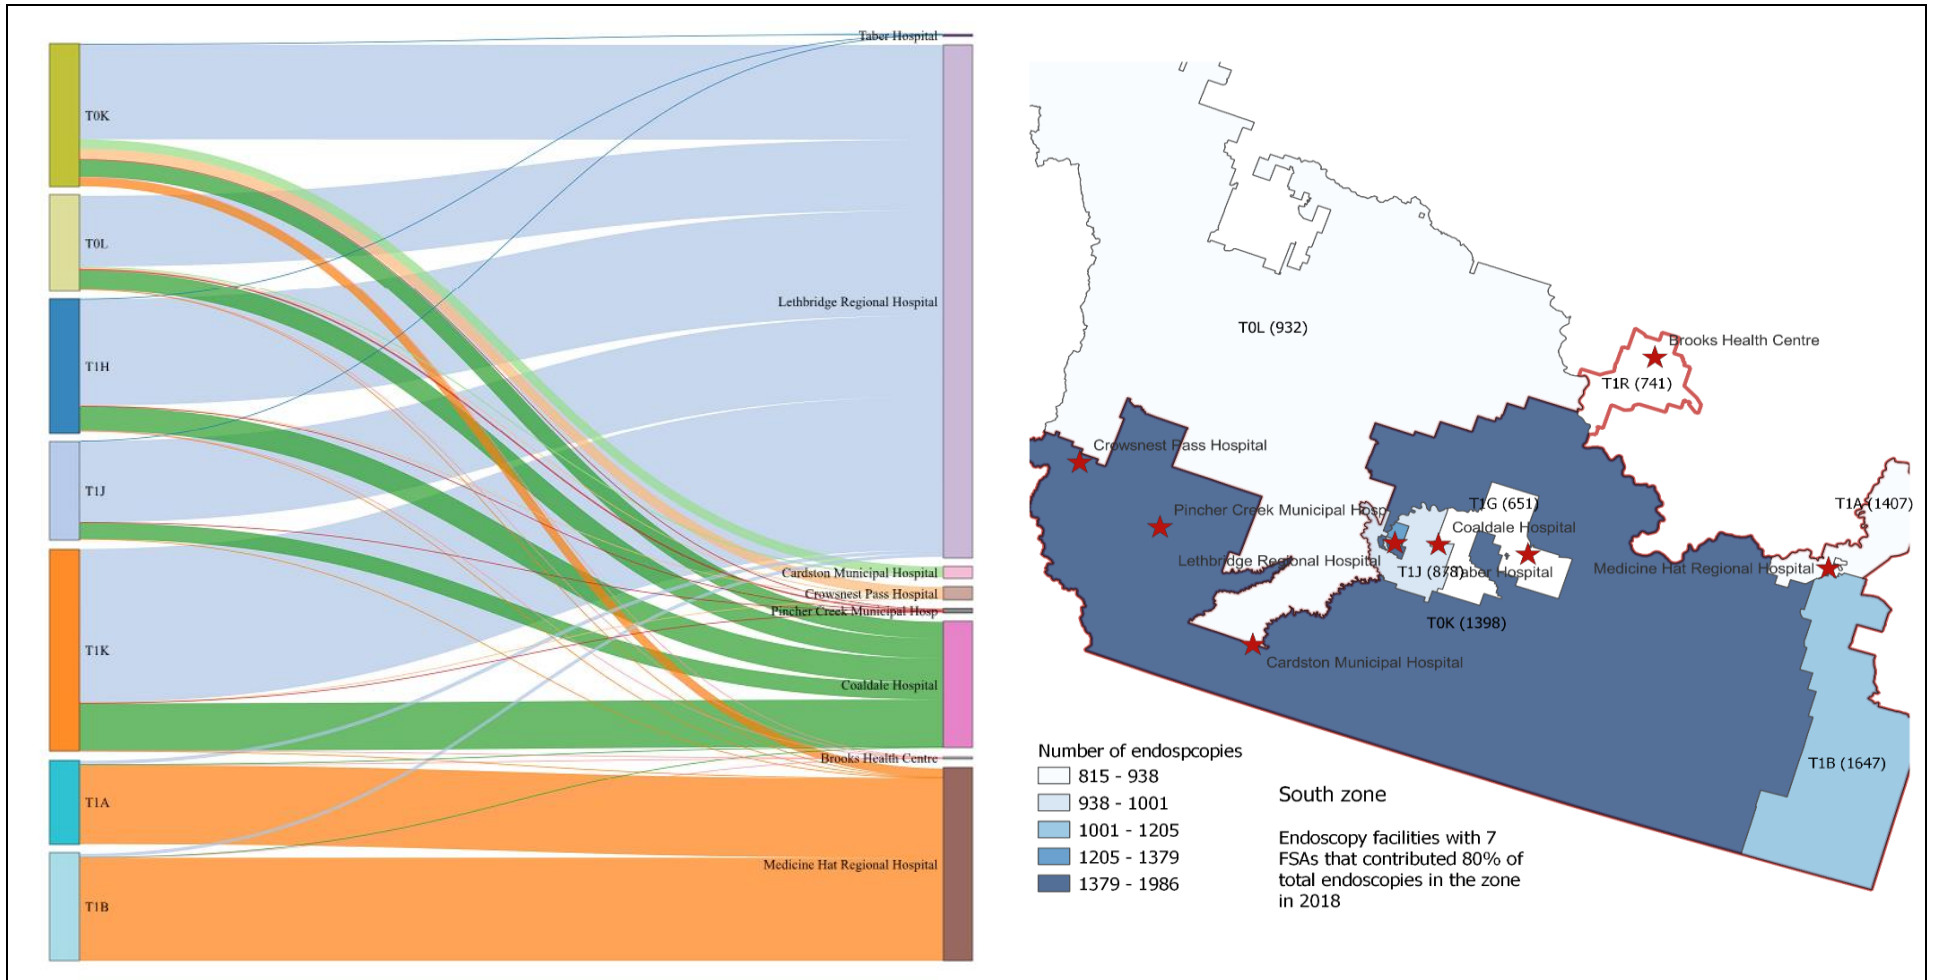 Taber Hospital
T0K
T0L
Lethbridge Regional Hospital
T1H
T1J
Cardston Municipal Hospital
Crowsnest Pass Hospital
Pincher Creek Municipal Hosp
T1K
Coaldale Hospital
Brooks Health Centre
T1A
Medicine Hat Regional Hospital
T1B
T0L (932)
Brooks Health Centre
T1R (741)
Crowsnest Pass Hospital
T1A (1407)
T1G (651)
Pincher Creek Municipal Hosp
Coaldale Hospital
Lethbridge Regional Hospital
T1J (878)
Taber Hospital
Medicine Hat Regional Hospital
T0K (1398)
Cardston Municipal Hospital
T1B (1647)
Number of endospcopies
815 - 938
938 - 1001
1001 - 1205
1205 - 1379
1379 - 1986
South zone
Endoscopy facilities with 7
FSAs that contributed 80% of
total endoscopies in the zone
in 2018